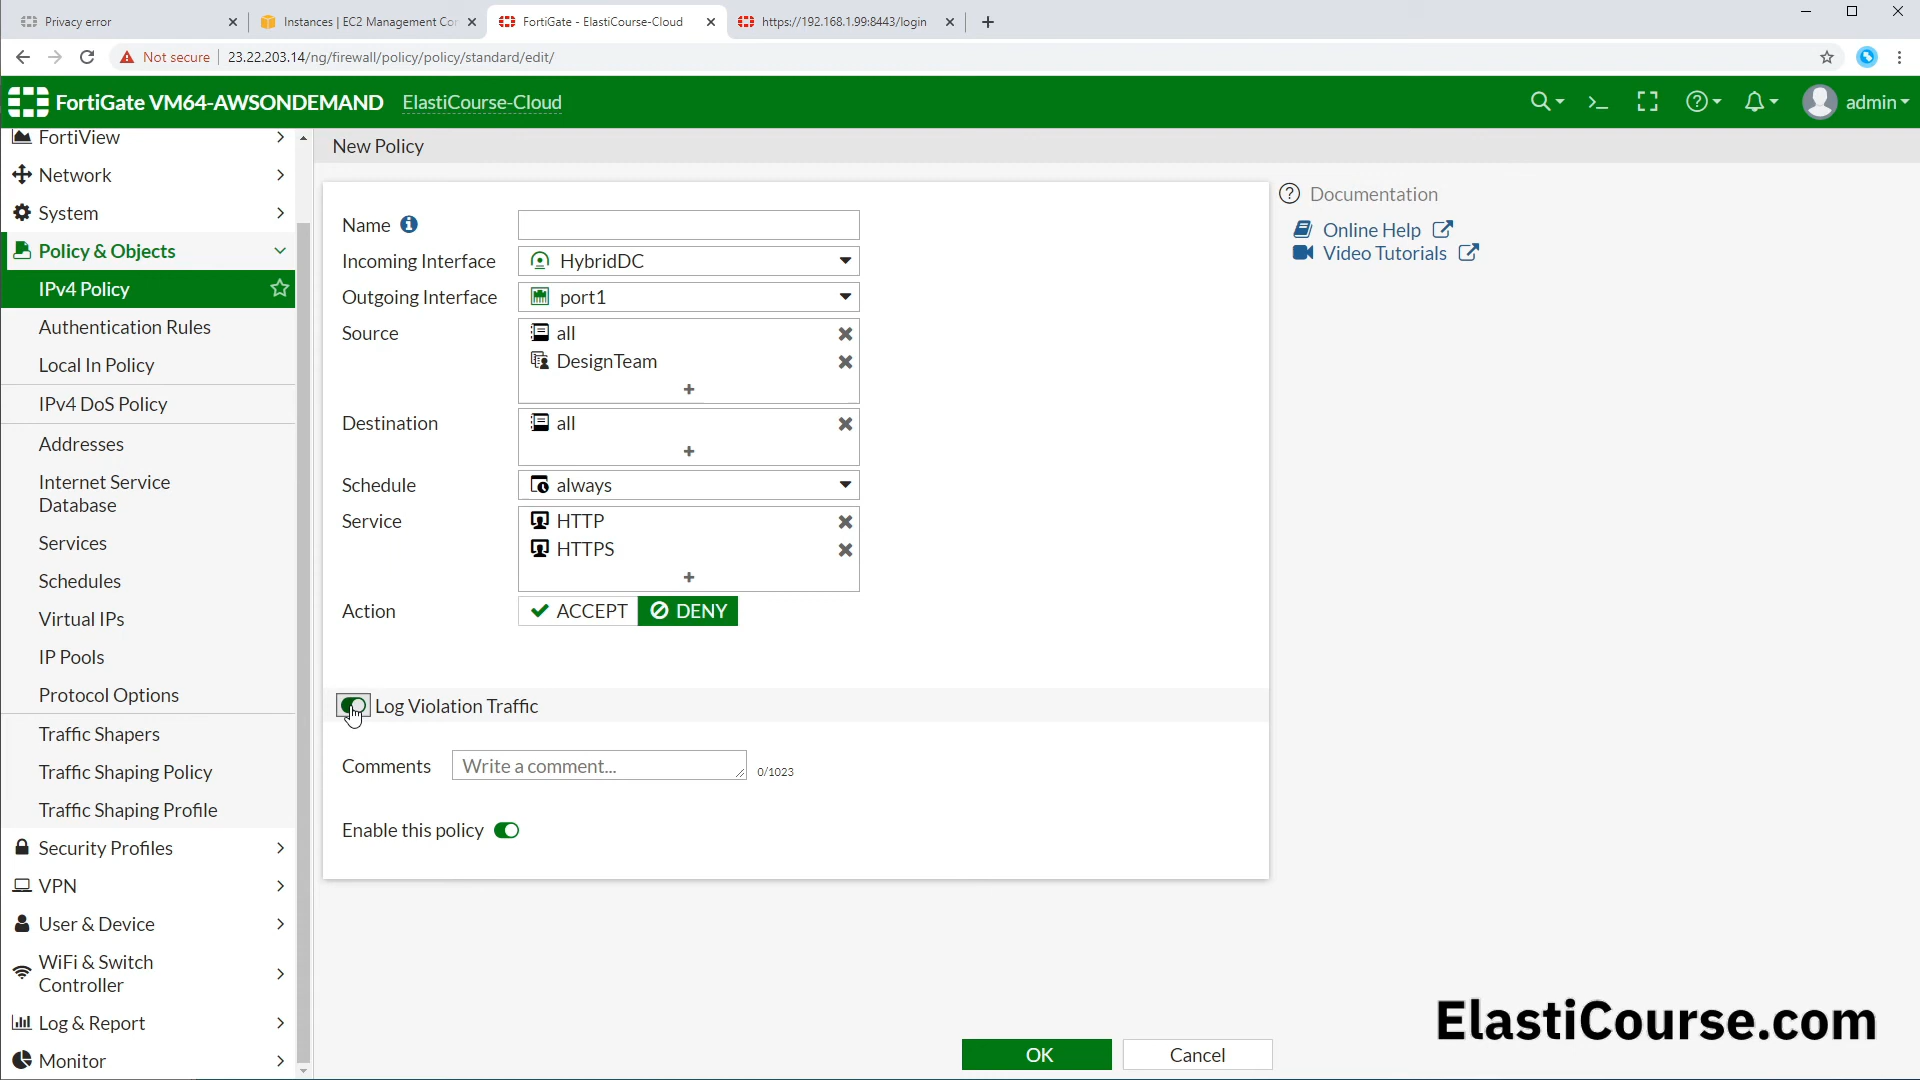 Privacy error
Instances | EC2 Management Con
FortiGate - ElastiCourse-Cloud
https://192.168.1.99:8443/login
Not secure
23.22.203.14/ng/firewall/policy/policy/standard/edit/
FortiGate VM64-AWSONDEMAND
ElastiCourse-Cloud
admin
FortiView
Network
System
Policy & Objects
IPv4 Policy
Authentication Rules
Local In Policy
IPv4 DoS Policy
Addresses
Internet Service
Database
Services
Schedules
Virtual IPs
IP Pools
Protocol Options
Traffic Shapers
Traffic Shaping Policy
Traffic Shaping Profile
Security Profiles
VPN
User & Device
WiFi & Switch
Controller
Log & Report
Monitor
New Policy
Name
Incoming Interface
HybridDC
Outgoing Interface
port1
Source
all
DesignTeam
Destination
all
Schedule
always
Service
HTTP
HTTPS
Action
ACCEPT
DENY
Log Violation Traffic
Comments
Write a comment...
0/1023
Enable this policy
Documentation
Online Help
Video Tutorials
OK
Cancel
ElastiCourse.com